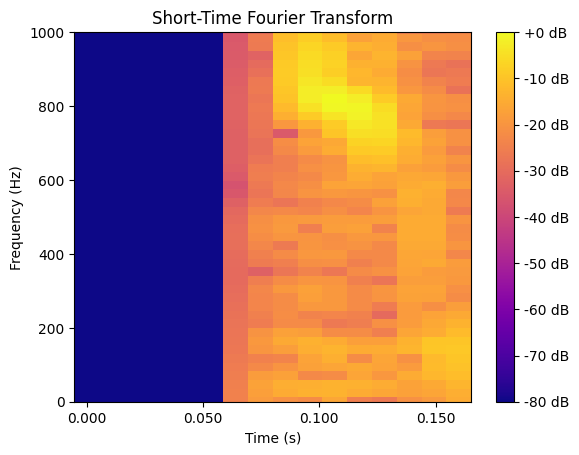 Short-Time Fourier Transform
1000
800
600
400
200
0
Frequency (Hz)
0.000
0.050
0.100
0.150
Time (s)
+0 dB
-10 dB
-20 dB
-30 dB
-40 dB
-50 dB
-60 dB
-70 dB
-80 dB